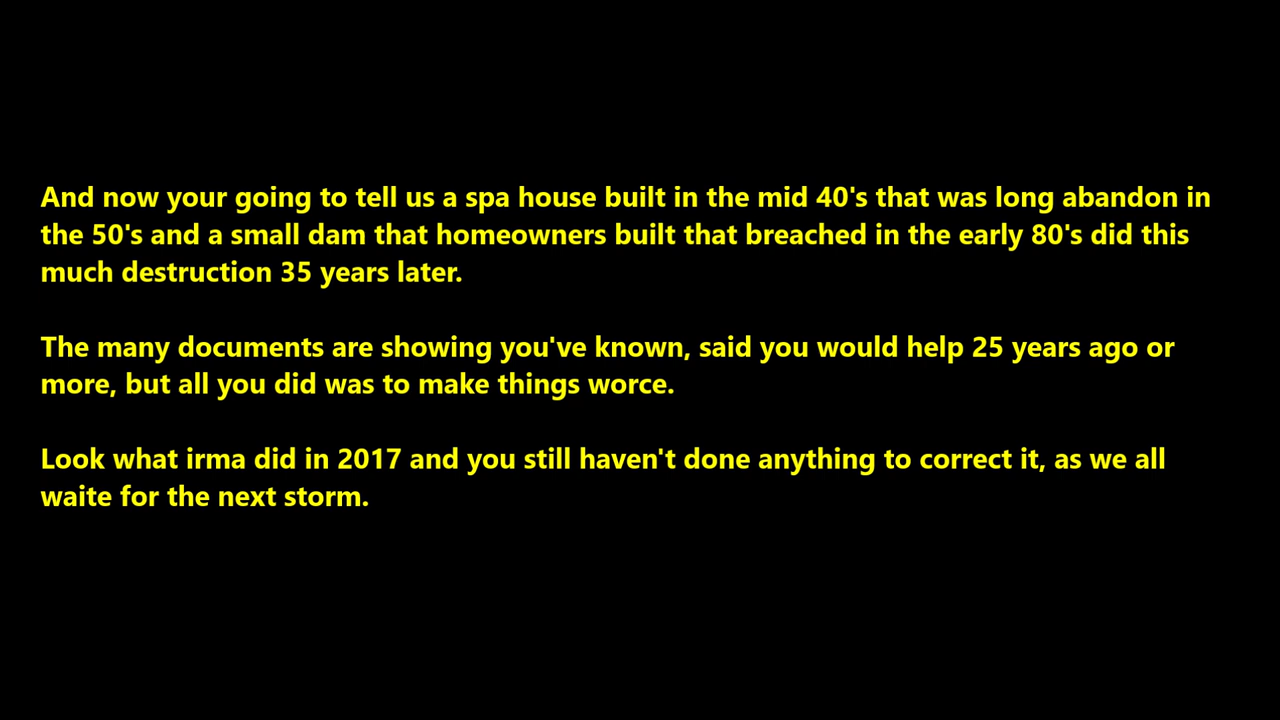 And now your going to tell us a spa house built in the mid 40's that was long abandon in
the 50's and a small dam that homeowners built that breached in the early 80's did this
much destruction 35 years later.
The many documents are showing you've known, said you would help 25 years ago or
more, but all you did was to make things worce.
Look what irma did in 2017 and you still haven't done anything to correct it, as we all
waite for the next storm.